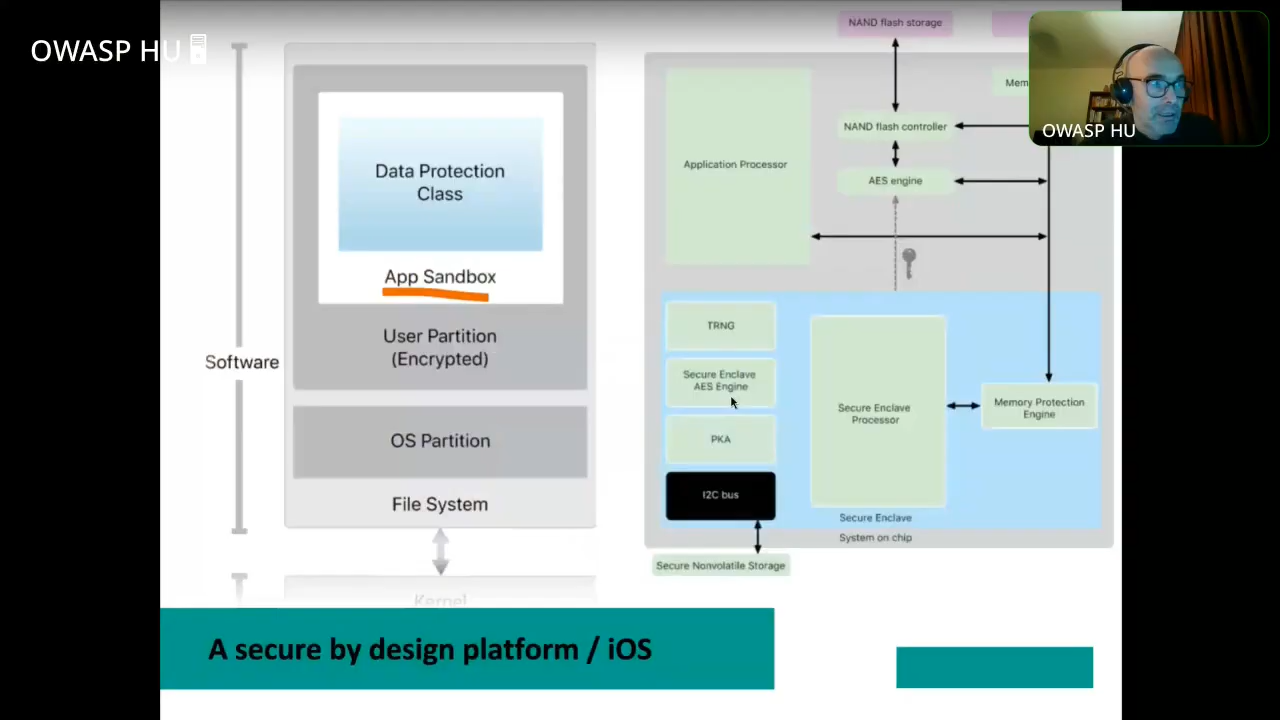 OWASP HU
Data Protection
Class
App Sandbox
User Partition
(Encrypted)
Software
OS Partition
File System
Kernel
NAND flash storage
NAND flash controller
AES engine
Application Processor
OWASP HU
TRNG
Secure Enclave
AES Engine
PKA
I2C bus
Secure Enclave
Processor
Memory Protection
Engine
Secure Enclave
System on chip
Secure Nonvolatile Storage
A secure by design platform / iOS